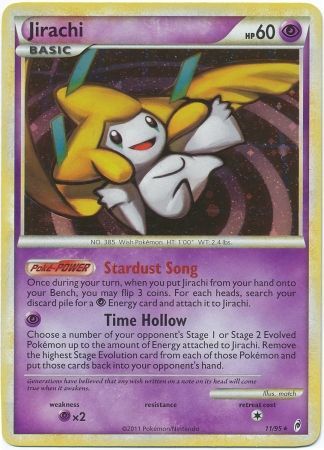 Jirachi
HP 60
BASIC
NO. 385 Wish Pokémon. HT: 1'00" WT: 2.4 lbs.
Poké-POWER Stardust Song
Once during your turn, when you put Jirachi from your hand onto
your Bench, you may flip 3 coins. For each heads, search your
discard pile for a Energy card and attach it to Jirachi.
Time Hollow
Choose a number of your opponent's Stage 1 or Stage 2 Evolved
Pokémon up to the amount of Energy attached to Jirachi. Remove
the highest Stage Evolution card from each of those Pokémon and
put those cards back into your opponent's hand.
Generations have believed that any wish written on a note on its head will come
true when it awakens.
Illus. match
weakness resistance retreat cost
×2
©2011 Pokémon/Nintendo
11/95 ★